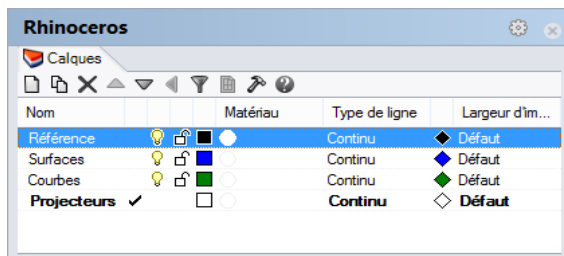 Rhinoceros
Calques
Nom Matériau Type de ligne Largeur d'im...
Référence Continu Défaut
Surfaces Continu Défaut
Courbes Continu Défaut
Projecteurs Continu Défaut